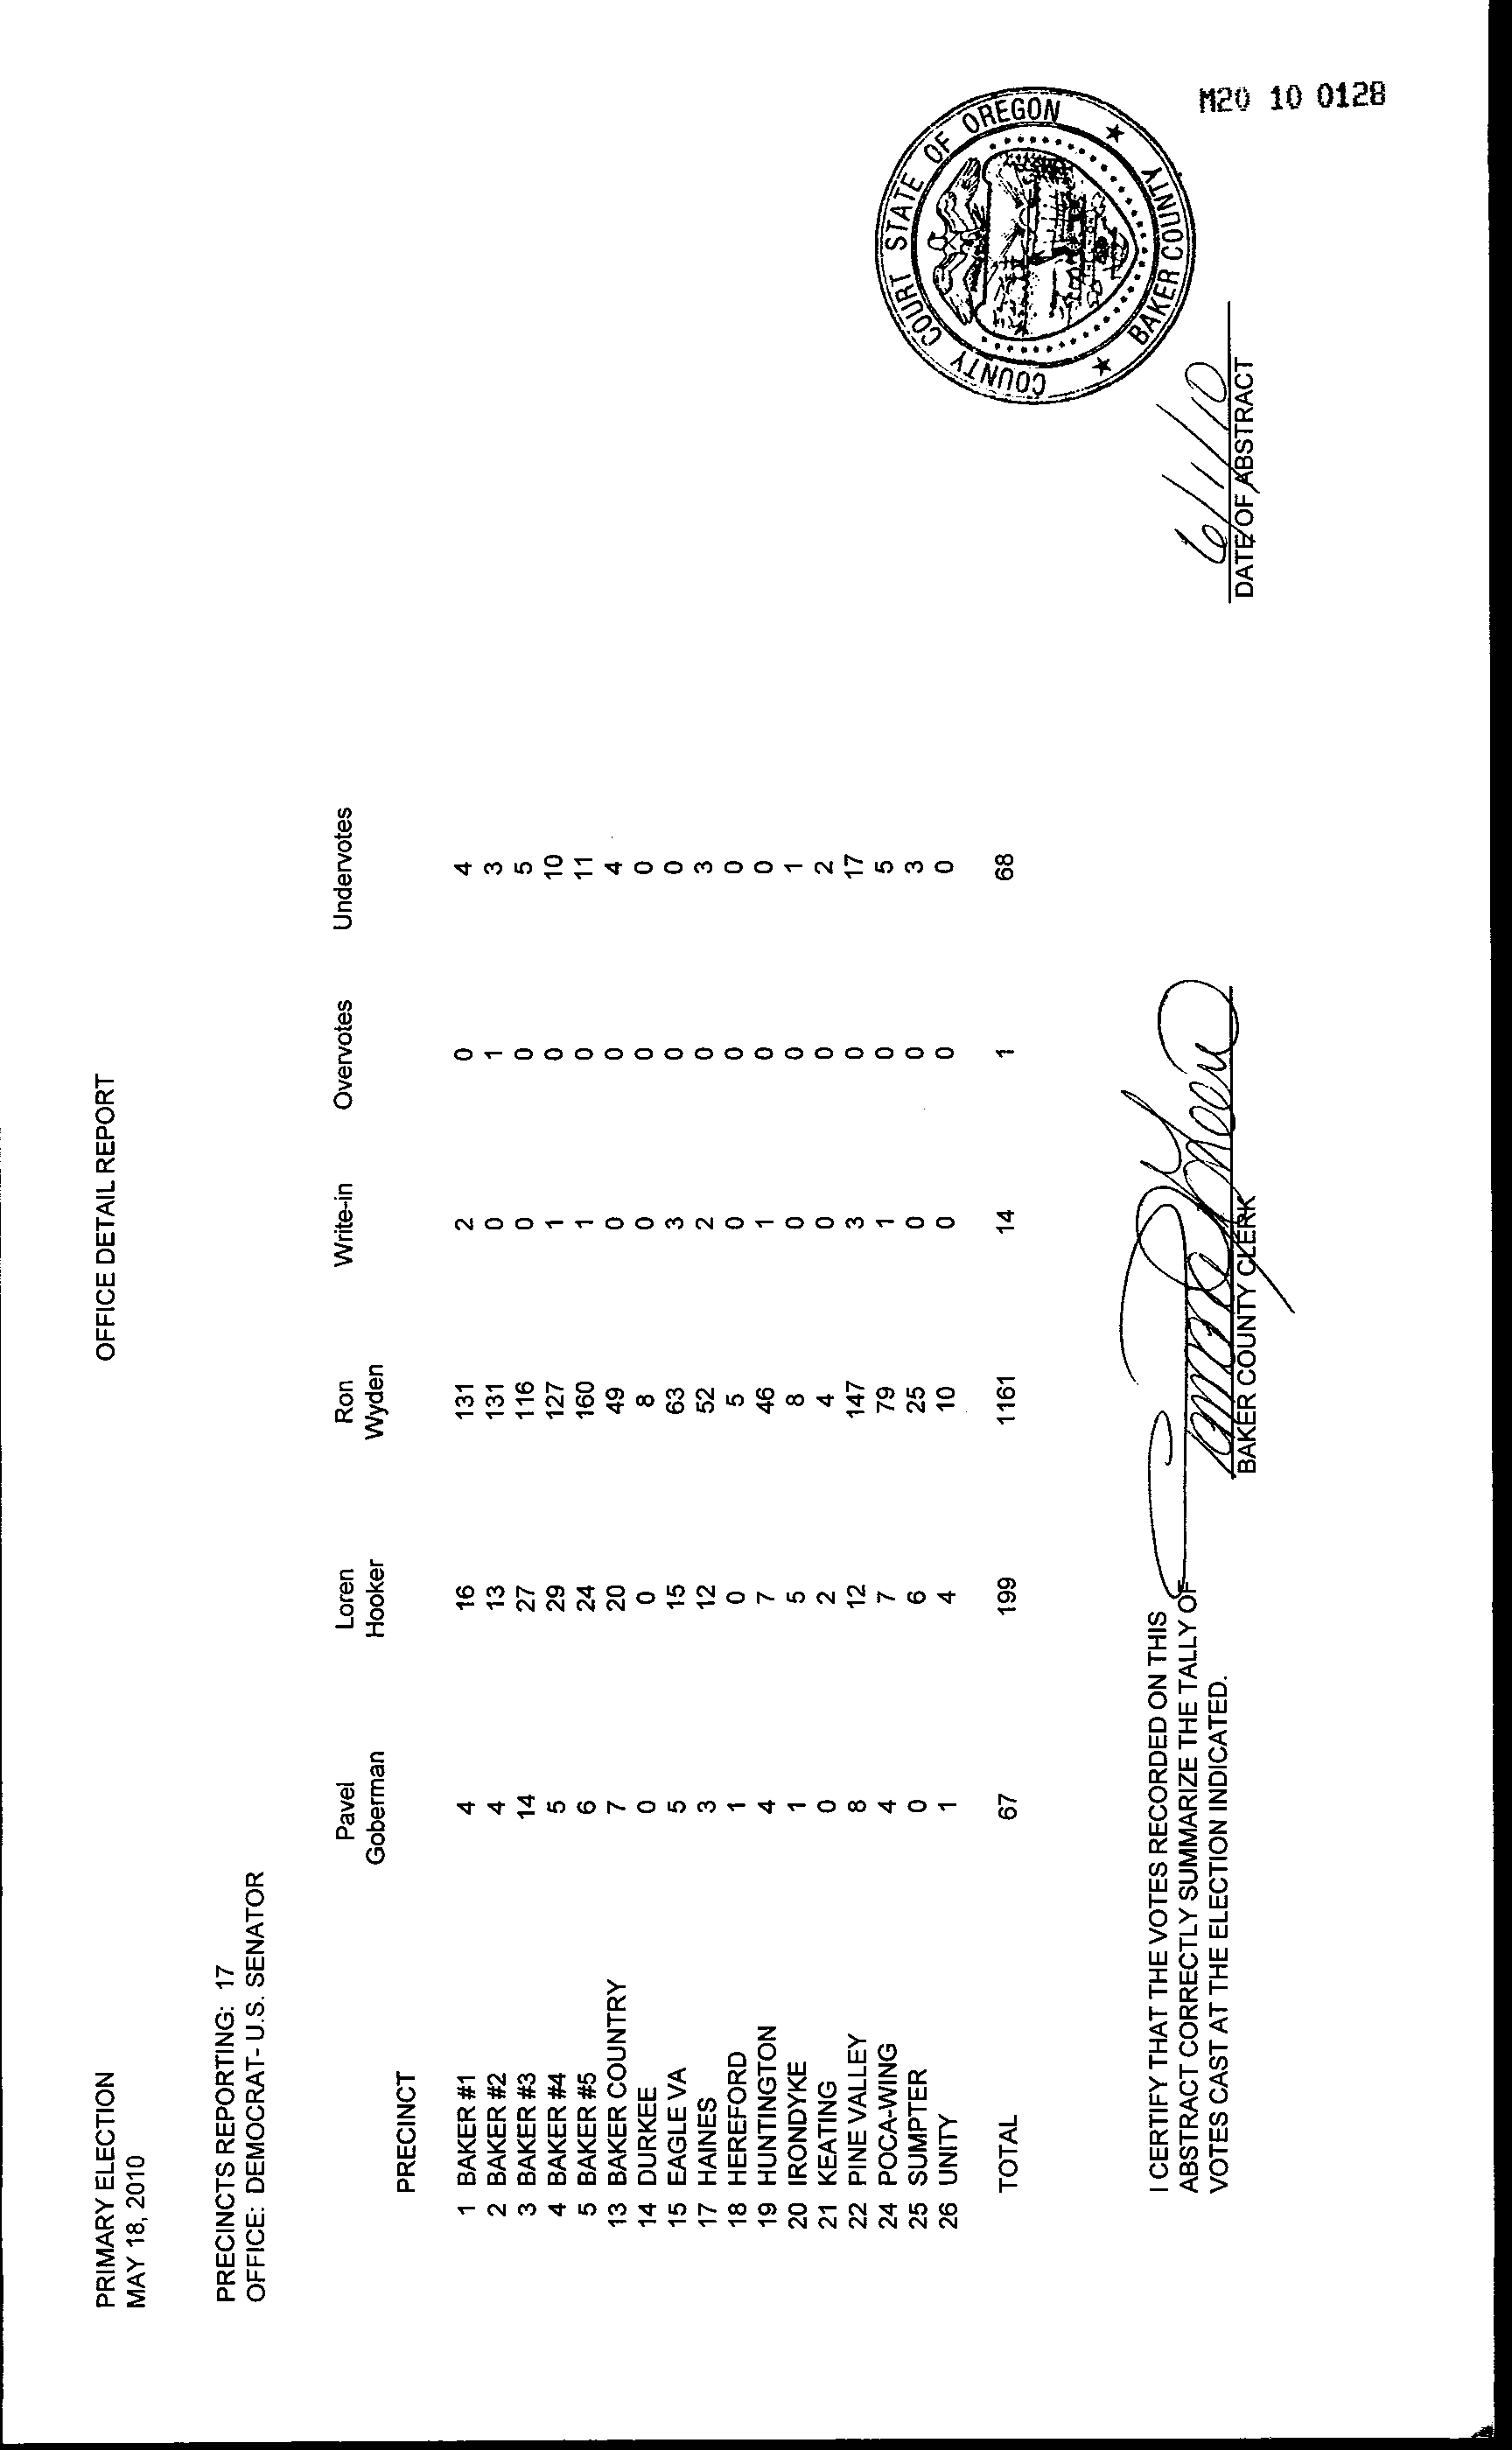 OFFICE DETAIL REPORT
PRIMARY ELECTION
MAY 18, 2010
PRECINCTS REPORTING: 17
OFFICE: DEMOCRAT- U.S. SENATOR
Pavel Loren Ron Write-in Overvotes Undervotes
Goberman Hooker Wyden
PRECINCT
1 BAKER #1 4 16 131 2 0 4
2 BAKER #2 4 13 131 0 1 3
3 BAKER #3 14 27 116 0 0 5
4 BAKER #4 5 29 127 1 0 10
5 BAKER #5 6 24 160 1 0 11
13 BAKER COUNTRY 7 20 49 0 0 4
14 DURKEE 0 0 8 0 0 0
15 EAGLE VA 5 15 63 3 0 0
17 HAINES 3 12 52 2 0 3
18 HEREFORD 1 0 5 0 0 0
19 HUNTINGTON 4 7 46 1 0 0
20 IRONDYKE 1 5 8 0 0 1
21 KEATING 0 2 4 0 0 2
22 PINE VALLEY 8 12 147 3 0 17
24 POCA-WING 4 7 79 1 0 5
25 SUMPTER 0 6 25 0 0 3
26 UNITY 1 4 10 0 0 0
TOTAL 67 199 1161 14 1 68
I CERTIFY THAT THE VOTES RECORDED ON THIS
ABSTRACT CORRECTLY SUMMARIZE THE TALLY OF
VOTES CAST AT THE ELECTION INDICATED.
BAKER COUNTY CLERK
6/1/10
DATE OF ABSTRACT
COUNTY COURT STATE OF OREGON
★ BAKER COUNTY ★
M20 10 0128